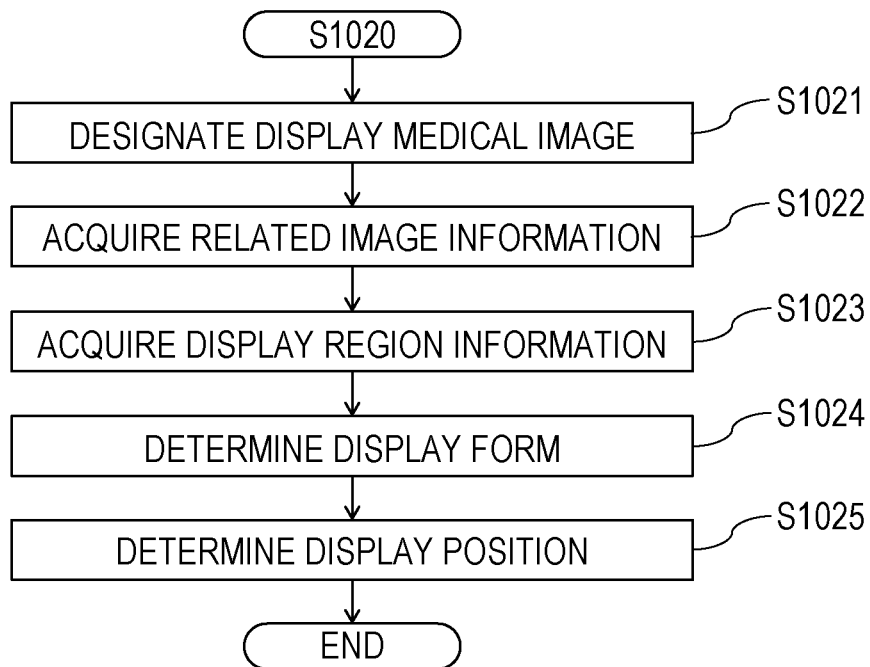 S1020
S1021
DESIGNATE DISPLAY MEDICAL IMAGE
S1022
ACQUIRE RELATED IMAGE INFORMATION
S1023
ACQUIRE DISPLAY REGION INFORMATION
S1024
DETERMINE DISPLAY FORM
S1025
DETERMINE DISPLAY POSITION
END